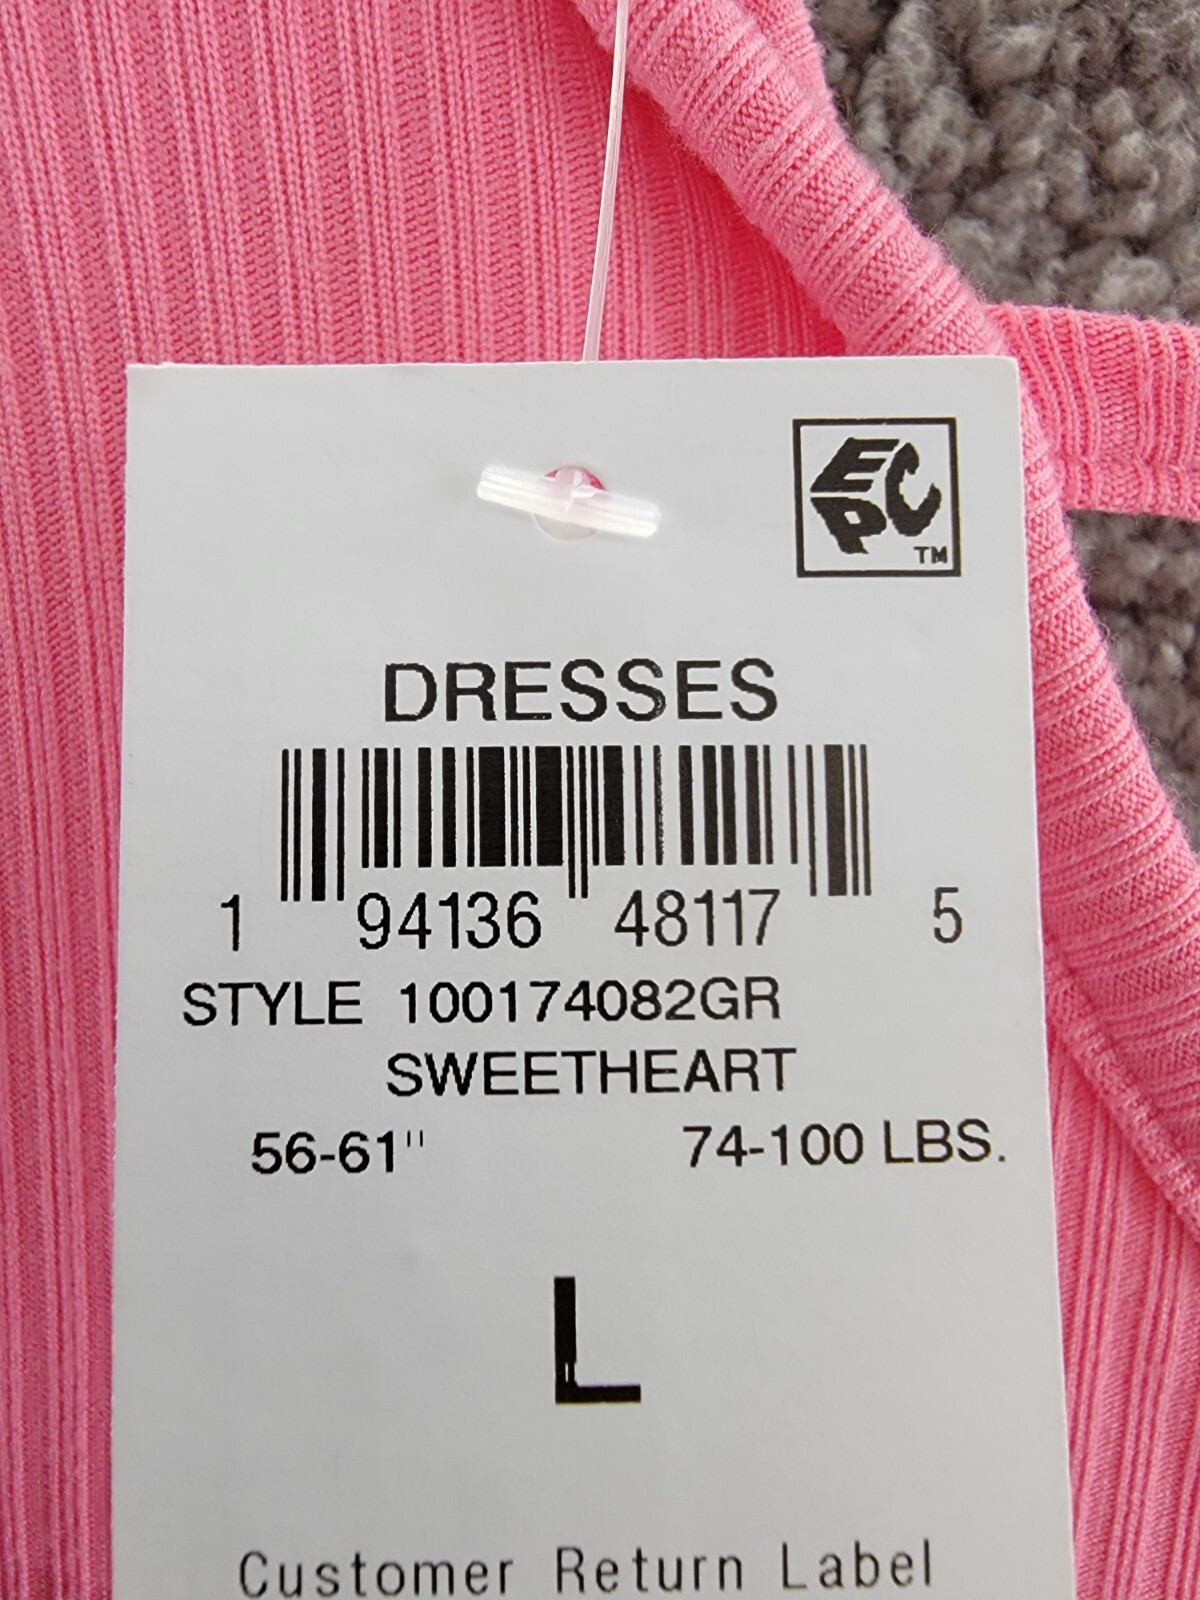 EPC
TM
DRESSES
1 94136 48117 5
STYLE 100174082GR
SWEETHEART
56-61" 74-100 LBS.
L
Customer Return Label